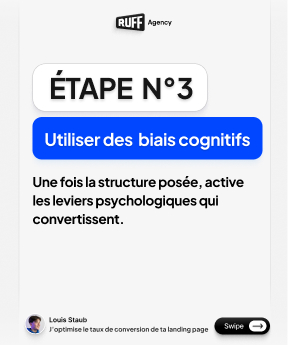 RUFF Agency
ÉTAPE N°3
Utiliser des biais cognitifs
Une fois la structure posée, active
les leviers psychologiques qui
convertissent.
Louis Staub
J'optimise le taux de conversion de ta landing page
Swipe